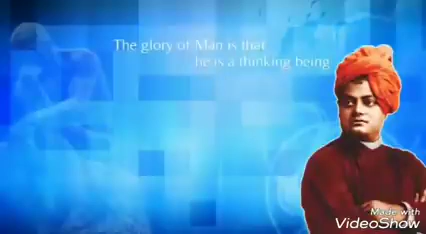 The glory of Man is that
he is a thinking being
Made with
VideoShow